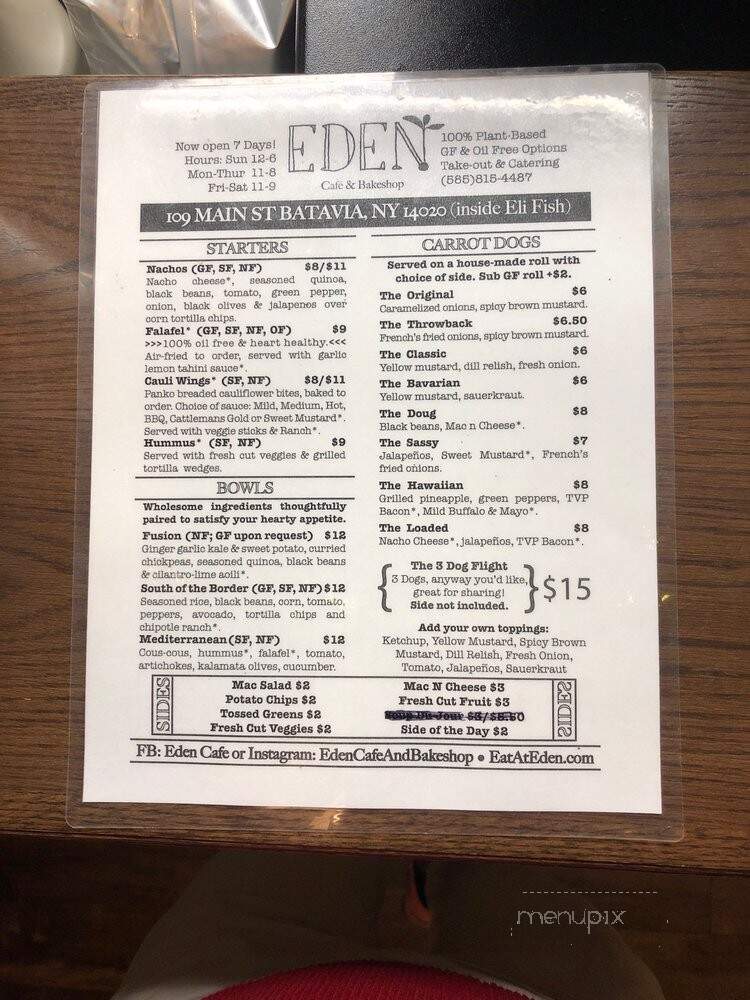 Now open 7 Days!
Hours: Sun 12-6
Mon-Thur 11-8
Fri-Sat 11-9
EDEN
Café & Bakeshop
100% Plant-Based
GF & Oil Free Options
Take-out & Catering
(585)815-4487
109 MAIN ST BATAVIA, NY 14020 (inside Eli Fish)
STARTERS
Nachos (GF, SF, NF) $8/$11
Nacho cheese*, seasoned quinoa,
black beans, tomato, green pepper,
onion, black olives & jalapenos over
corn tortilla chips.
Falafel* (GF, SF, NF, OF) $9
>>>100% oil free & heart healthy.<<<
Air-fried to order, served with garlic
lemon tahini sauce*.
Cauli Wings* (SF, NF) $8/$11
Panko breaded cauliflower bites, baked to
order. Choice of sauce: Mild, Medium, Hot,
BBQ, Cattlemans Gold or Sweet Mustard*.
Served with veggie sticks & Ranch*.
Hummus* (SF, NF) $9
Served with fresh cut veggies & grilled
tortilla wedges.
BOWLS
Wholesome ingredients thoughtfully
paired to satisfy your hearty appetite.
Fusion (NF; GF upon request) $12
Ginger garlic kale & sweet potato, curried
chickpeas, seasoned quinoa, black beans
& cilantro-lime aoili*.
South of the Border (GF, SF, NF) $12
Seasoned rice, black beans, corn, tomato,
peppers, avocado, tortilla chips and
chipotle ranch*.
Mediterranean (SF, NF) $12
Cous-cous, hummus*, falafel*, tomato,
artichokes, kalamata olives, cucumber.
CARROT DOGS
Served on a house-made roll with
choice of side. Sub GF roll +$2.
The Original $6
Caramelized onions, spicy brown mustard.
The Throwback $6.50
French's fried onions, spicy brown mustard.
The Classic $6
Yellow mustard, dill relish, fresh onion.
The Bavarian $6
Yellow mustard, sauerkraut.
The Doug $8
Black beans, Mac n Cheese*.
The Sassy $7
Jalapeños, Sweet Mustard*, French's
fried onions.
The Hawaiian $8
Grilled pineapple, green peppers, TVP
Bacon*, Mild Buffalo & Mayo*.
The Loaded $8
Nacho Cheese*, jalapeños, TVP Bacon*.
The 3 Dog Flight
3 Dogs, anyway you'd like,
great for sharing!
Side not included.
$15
Add your own toppings:
Ketchup, Yellow Mustard, Spicy Brown
Mustard, Dill Relish, Fresh Onion,
Tomato, Jalapeños, Sauerkraut
SIDES
Mac Salad $2
Potato Chips $2
Tossed Greens $2
Fresh Cut Veggies $2
Mac N Cheese $3
Fresh Cut Fruit $3
Soup Du Jour $3/$5.50
Side of the Day $2
SIDES
FB: Eden Cafe or Instagram: EdenCafeAndBakeshop • EatAtEden.com
menupix